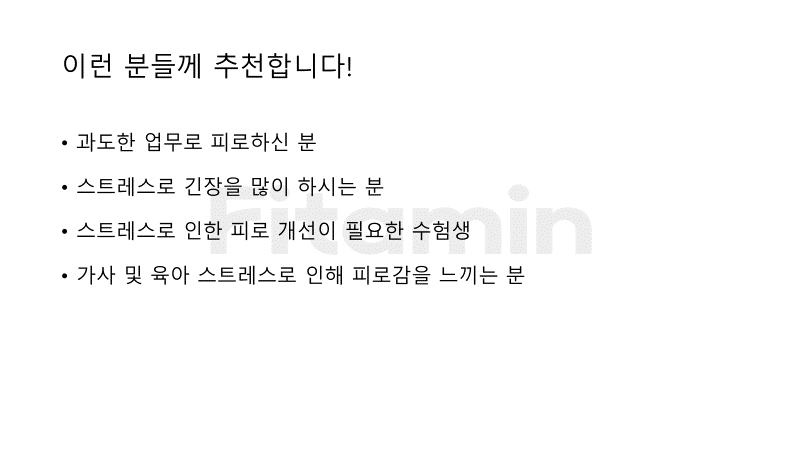 이런 분들께 추천합니다!
• 과도한 업무로 피로하신 분
• 스트레스로 긴장을 많이 하시는 분
• 스트레스로 인한 피로 개선이 필요한 수험생
• 가사 및 육아 스트레스로 인해 피로감을 느끼는 분
Fitamin